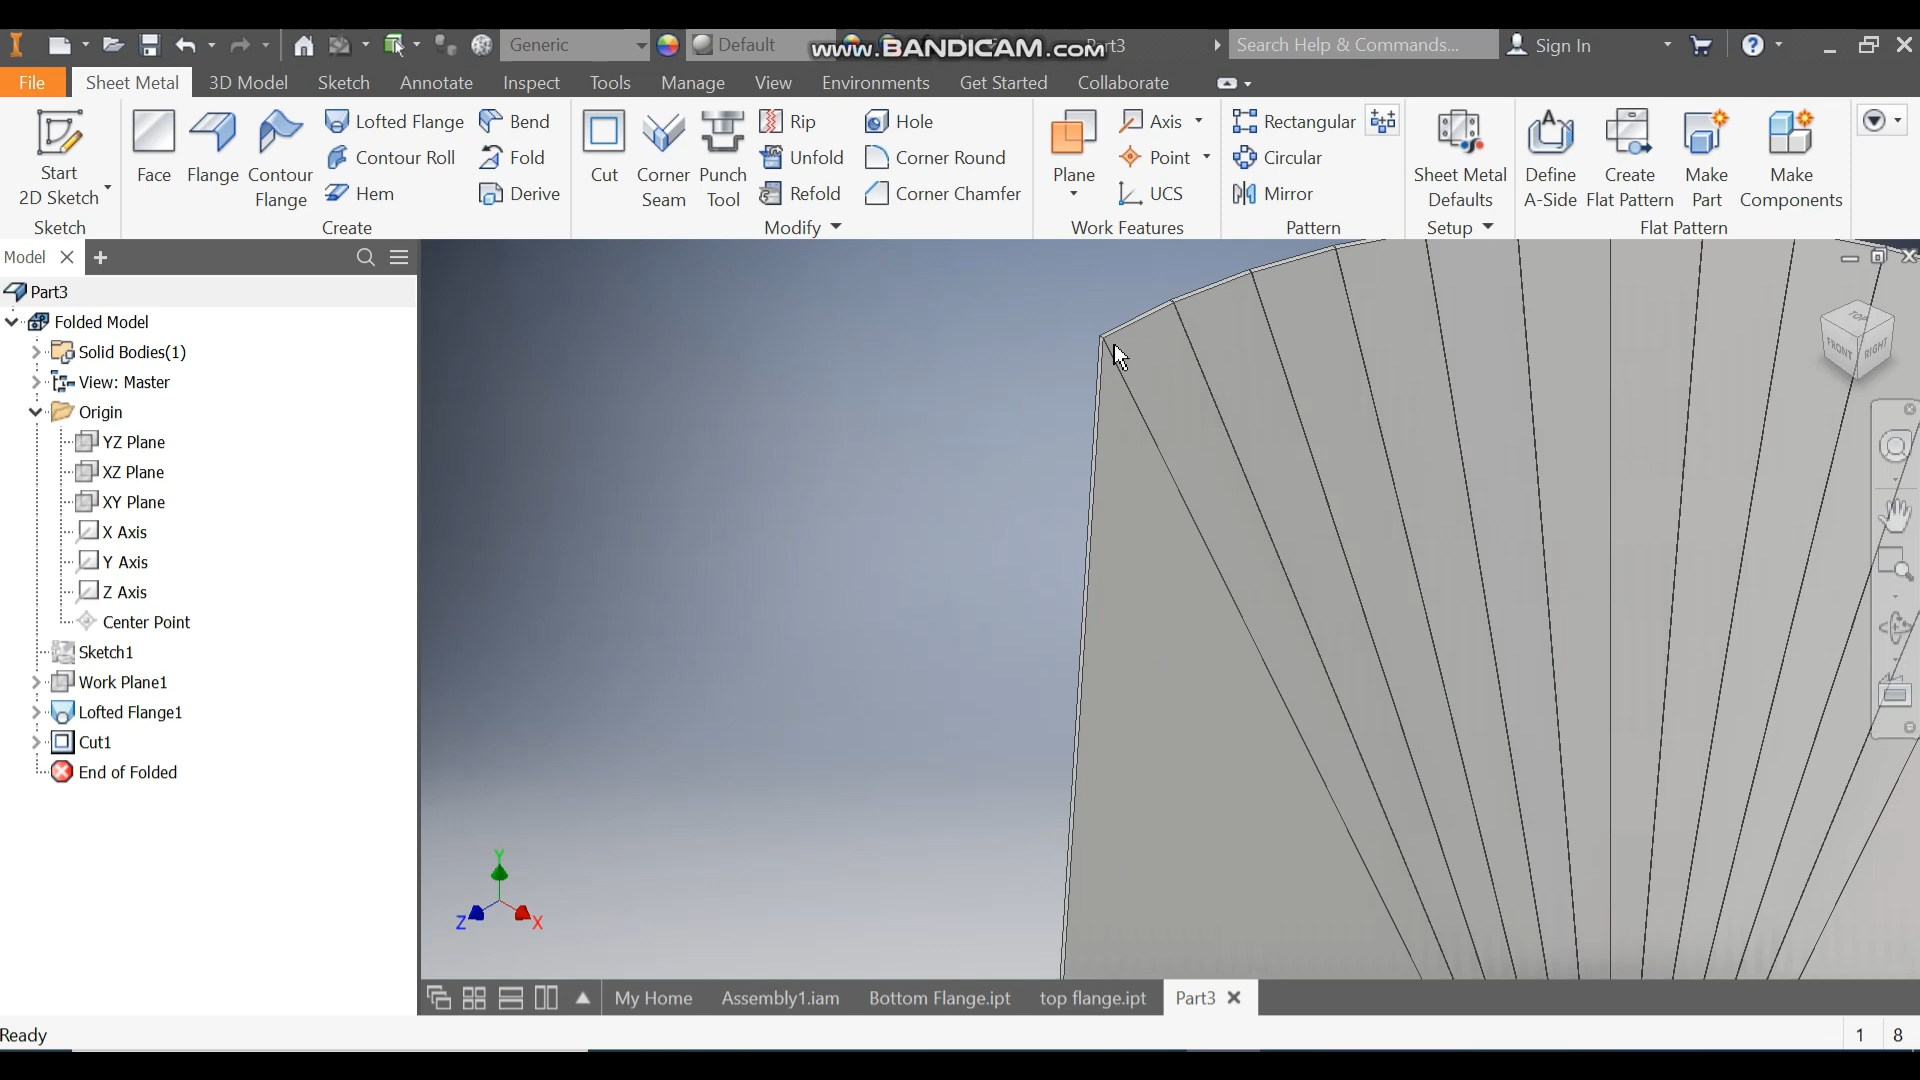 Generic
Default
www.BANDICAM.com
Part3
Search Help & Commands...
Sign In
File
Sheet Metal
3D Model
Sketch
Annotate
Inspect
Tools
Manage
View
Environments
Get Started
Collaborate
Start
2D Sketch
Sketch
Face
Flange
Contour
Flange
Lofted Flange
Contour Roll
Hem
Bend
Fold
Derive
Create
Cut
Corner
Seam
Punch
Tool
Rip
Unfold
Refold
Hole
Corner Round
Corner Chamfer
Modify
Plane
Axis
Point
UCS
Work Features
Rectangular
Circular
Mirror
Pattern
Sheet Metal
Defaults
Setup
Define
A-Side
Create
Flat Pattern
Make
Part
Make
Components
Flat Pattern
Model
Part3
Folded Model
Solid Bodies(1)
View: Master
Origin
YZ Plane
XZ Plane
XY Plane
X Axis
Y Axis
Z Axis
Center Point
Sketch1
Work Plane1
Lofted Flange1
Cut1
End of Folded
TOP
FRONT
RIGHT
Y
Z
X
My Home
Assembly1.iam
Bottom Flange.ipt
top flange.ipt
Part3
Ready
1
8